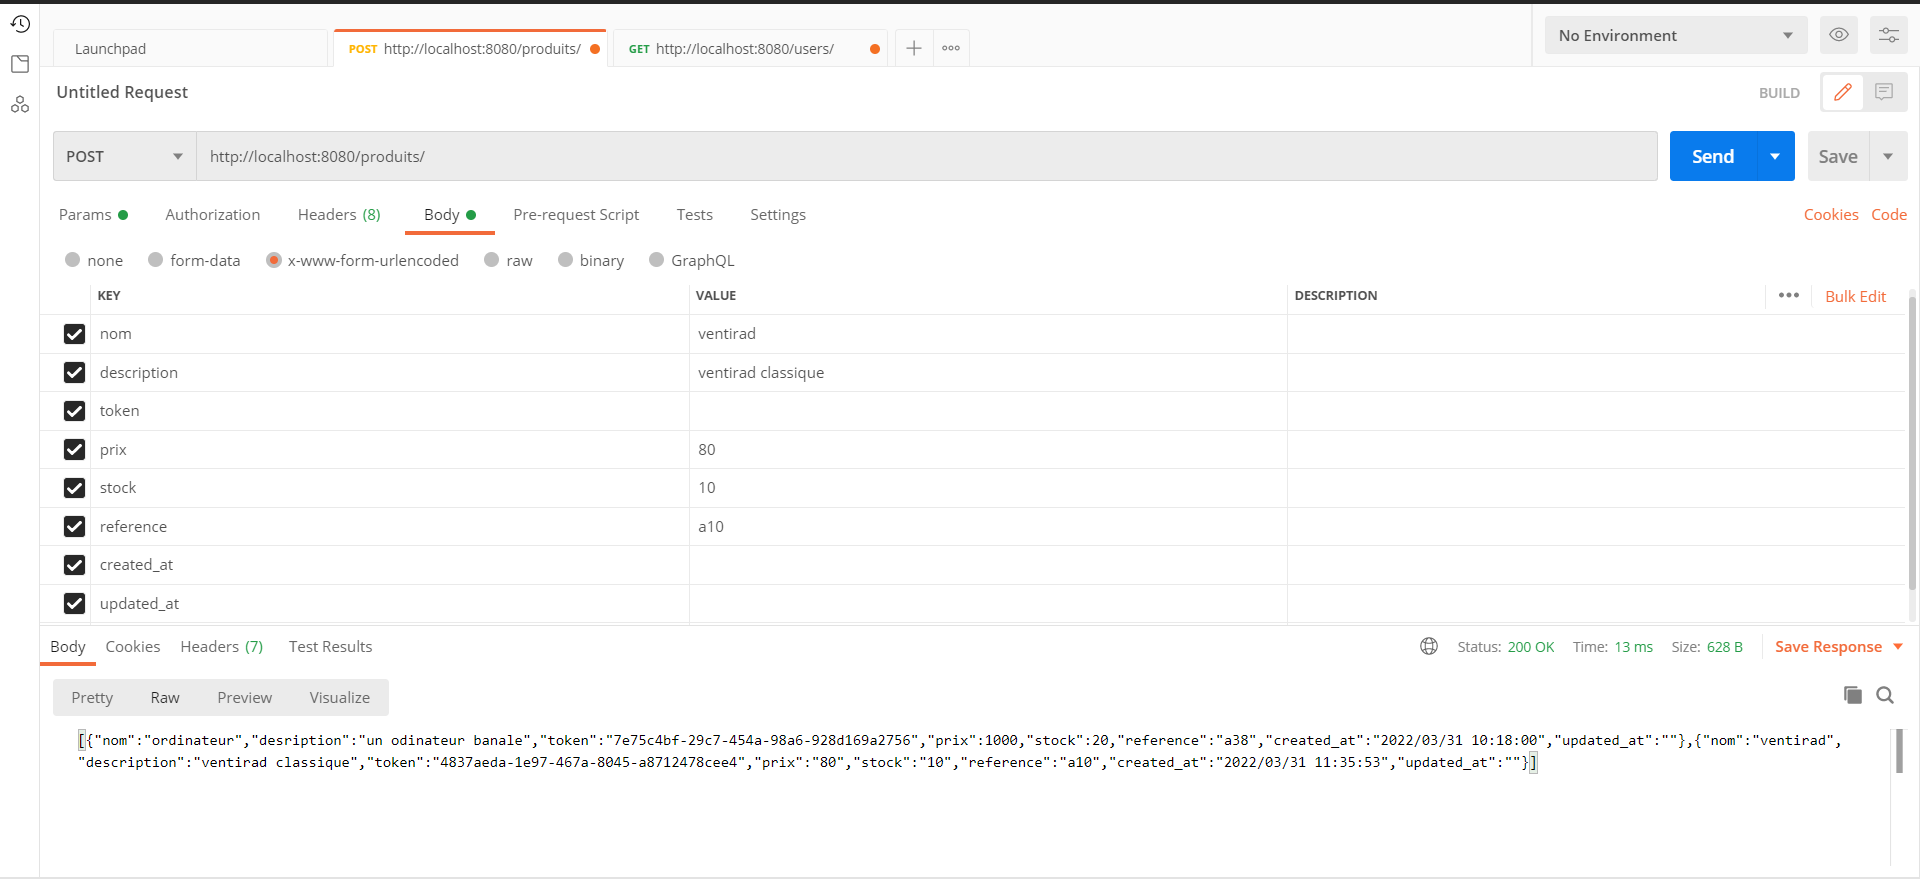 Launchpad
POST http://localhost:8080/produits/
GET http://localhost:8080/users/
No Environment
Untitled Request
BUILD
POST
http://localhost:8080/produits/
Send
Save
Params
Authorization
Headers (8)
Body
Pre-request Script
Tests
Settings
Cookies
Code
none
form-data
x-www-form-urlencoded
raw
binary
GraphQL
KEY
VALUE
DESCRIPTION
Bulk Edit
nom
ventirad
description
ventirad classique
token
prix
80
stock
10
reference
a10
created_at
updated_at
Body
Cookies
Headers (7)
Test Results
Status: 200 OK
Time: 13 ms
Size: 628 B
Save Response
Pretty
Raw
Preview
Visualize
[{"nom":"ordinateur","desription":"un odinateur banale","token":"7e75c4bf-29c7-454a-98a6-928d169a2756","prix":1000,"stock":20,"reference":"a38","created_at":"2022/03/31 10:18:00","updated_at":""},{"nom":"ventirad",
"description":"ventirad classique","token":"4837aeda-1e97-467a-8045-a8712478cee4","prix":"80","stock":"10","reference":"a10","created_at":"2022/03/31 11:35:53","updated_at":""}]